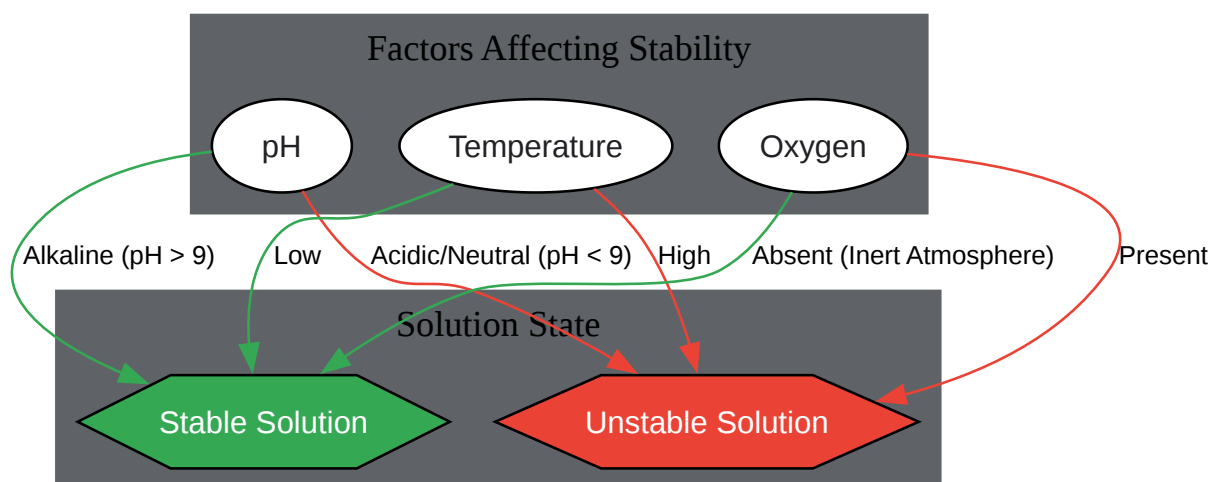 Factors Affecting Stability
pH
Temperature
Oxygen
Alkaline (pH > 9)
Low
Acidic/Neutral (pH < 9)
High
Absent (Inert Atmosphere)
Present
Solution State
Stable Solution
Unstable Solution